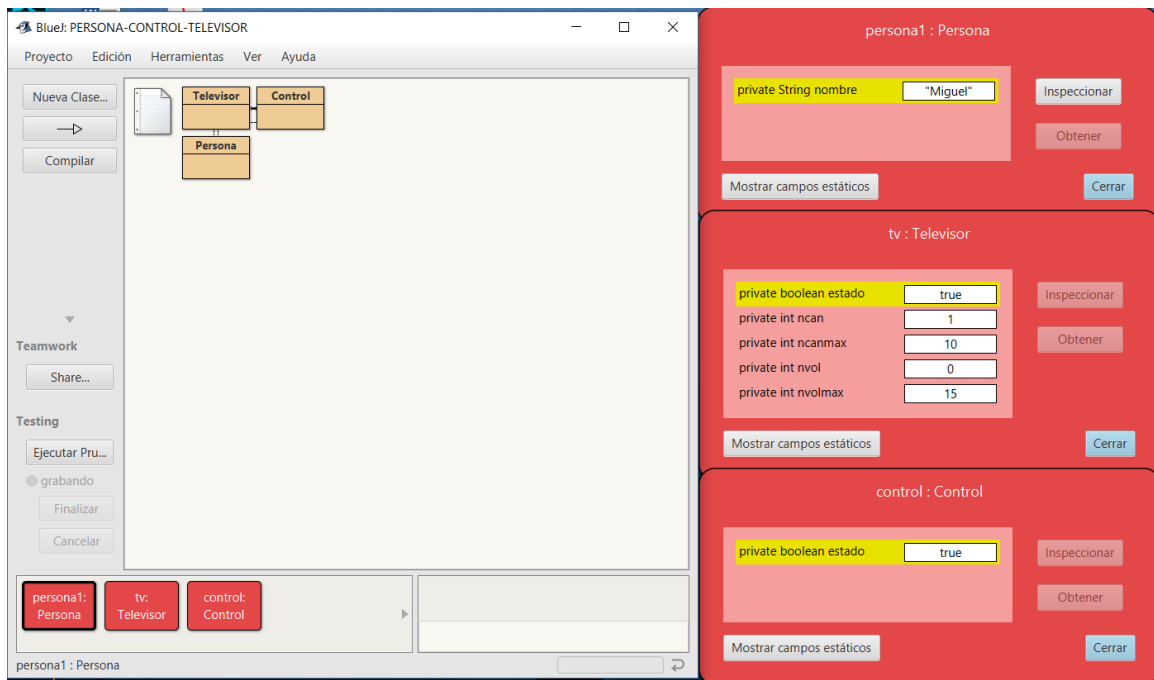 BlueJ: PERSONA-CONTROL-TELEVISOR
Proyecto Edición Herramientas Ver Ayuda
Nueva Clase...
Compilar
Teamwork
Share...
Testing
Ejecutar Pru...
grabando
Finalizar
Cancelar
Televisor
Control
Persona
persona1:
Persona
tv:
Televisor
control:
Control
persona1 : Persona
persona1 : Persona
private String nombre "Miguel"
Inspeccionar
Obtener
Mostrar campos estáticos
Cerrar
tv : Televisor
private boolean estado true
private int ncan 1
private int ncanmax 10
private int nvol 0
private int nvolmax 15
Inspeccionar
Obtener
Mostrar campos estáticos
Cerrar
control : Control
private boolean estado true
Inspeccionar
Obtener
Mostrar campos estáticos
Cerrar